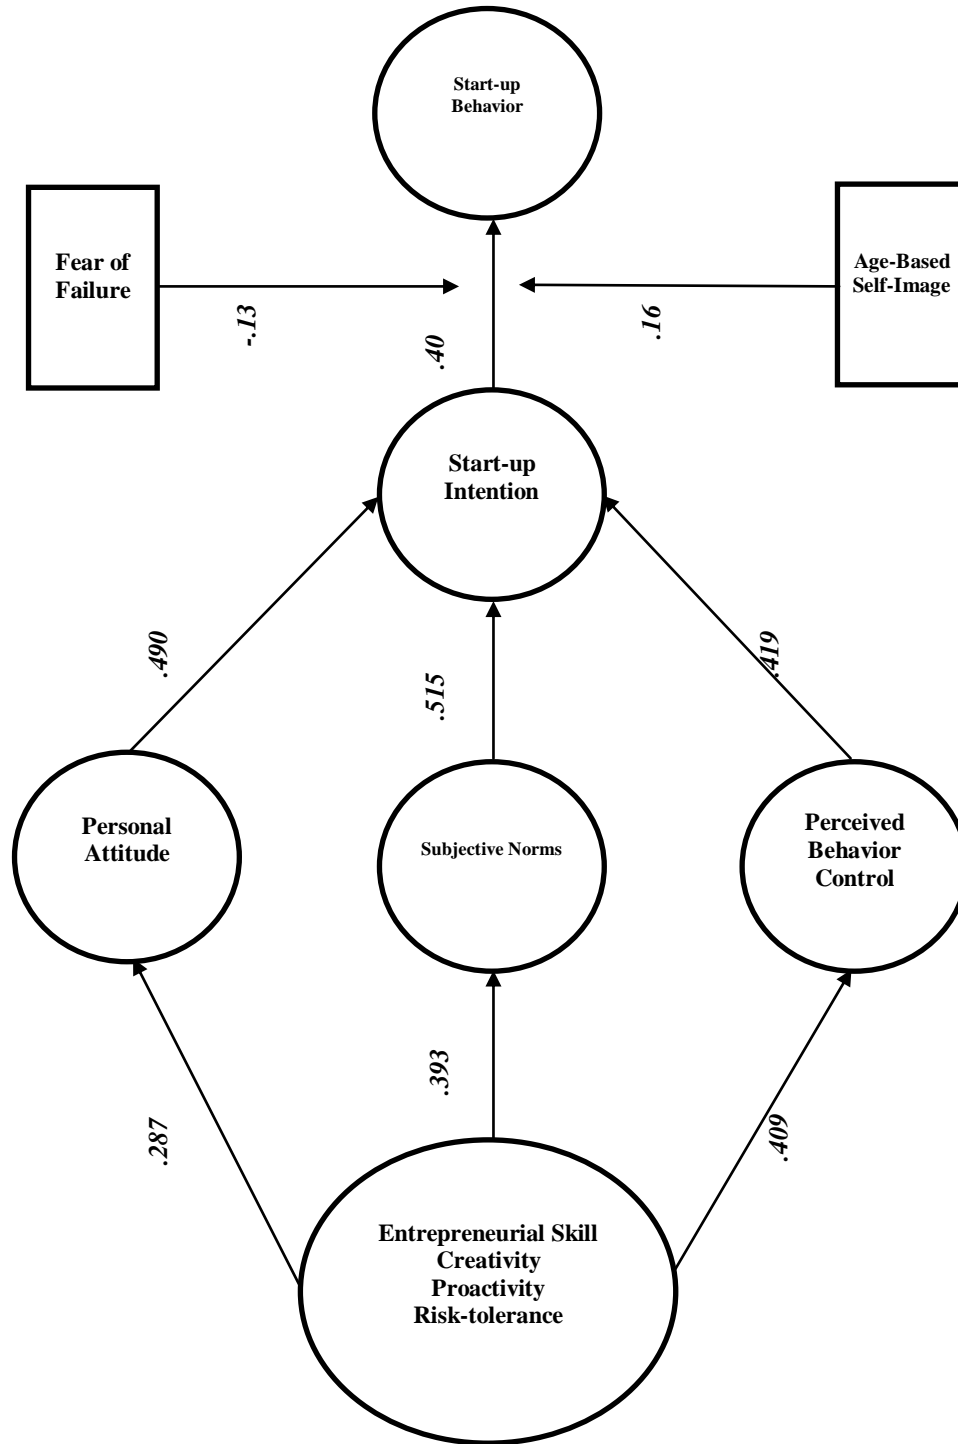 Start-up
Behavior
Fear of
Failure
Age-Based
Self-Image
-.13
.40
.16
Start-up
Intention
.490
.515
.419
Personal
Attitude
Subjective Norms
Perceived
Behavior
Control
.287
.393
.409
Entrepreneurial Skill
Creativity
Proactivity
Risk-tolerance